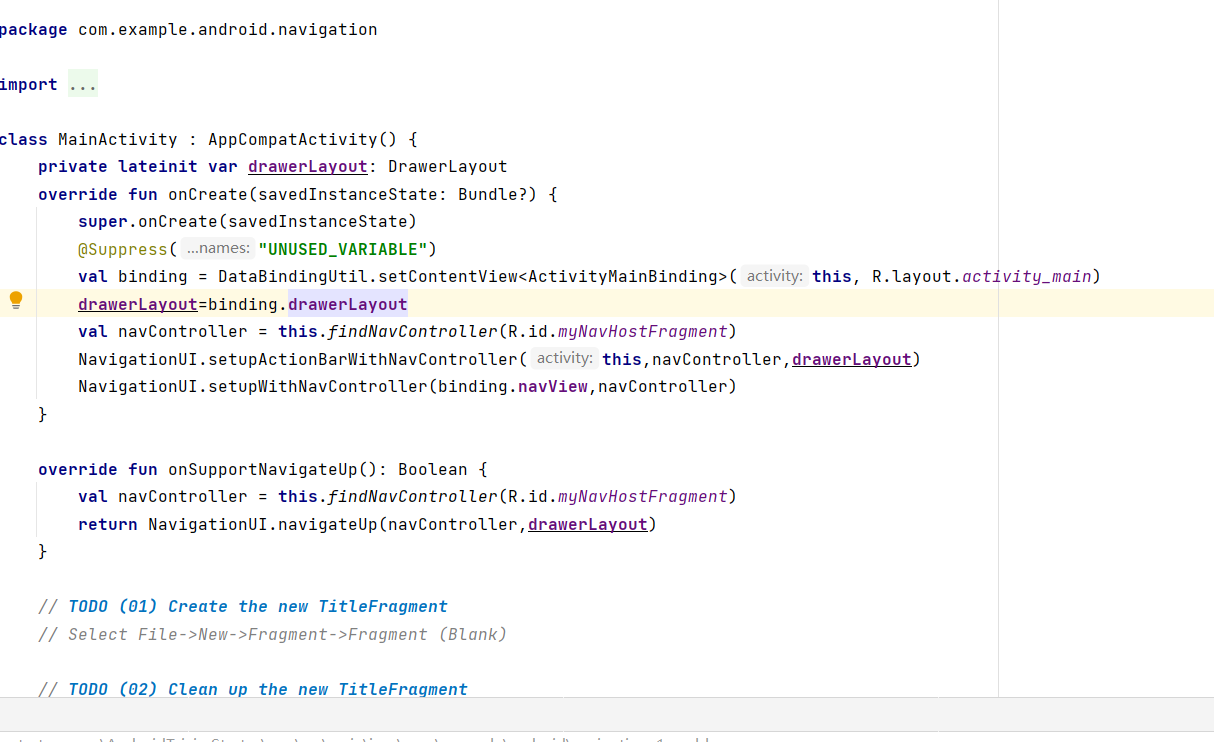 package com.example.android.navigation
import ...
class MainActivity : AppCompatActivity() {
private lateinit var drawerLayout: DrawerLayout
override fun onCreate(savedInstanceState: Bundle?) {
super.onCreate(savedInstanceState)
@Suppress( ...names: "UNUSED_VARIABLE")
val binding = DataBindingUtil.setContentView<ActivityMainBinding>( activity: this, R.layout.activity_main)
drawerLayout=binding.drawerLayout
val navController = this.findNavController(R.id.myNavHostFragment)
NavigationUI.setupActionBarWithNavController( activity: this,navController,drawerLayout)
NavigationUI.setupWithNavController(binding.navView,navController)
}
override fun onSupportNavigateUp(): Boolean {
val navController = this.findNavController(R.id.myNavHostFragment)
return NavigationUI.navigateUp(navController,drawerLayout)
}
// TODO (01) Create the new TitleFragment
// Select File->New->Fragment->Fragment (Blank)
// TODO (02) Clean up the new TitleFragment